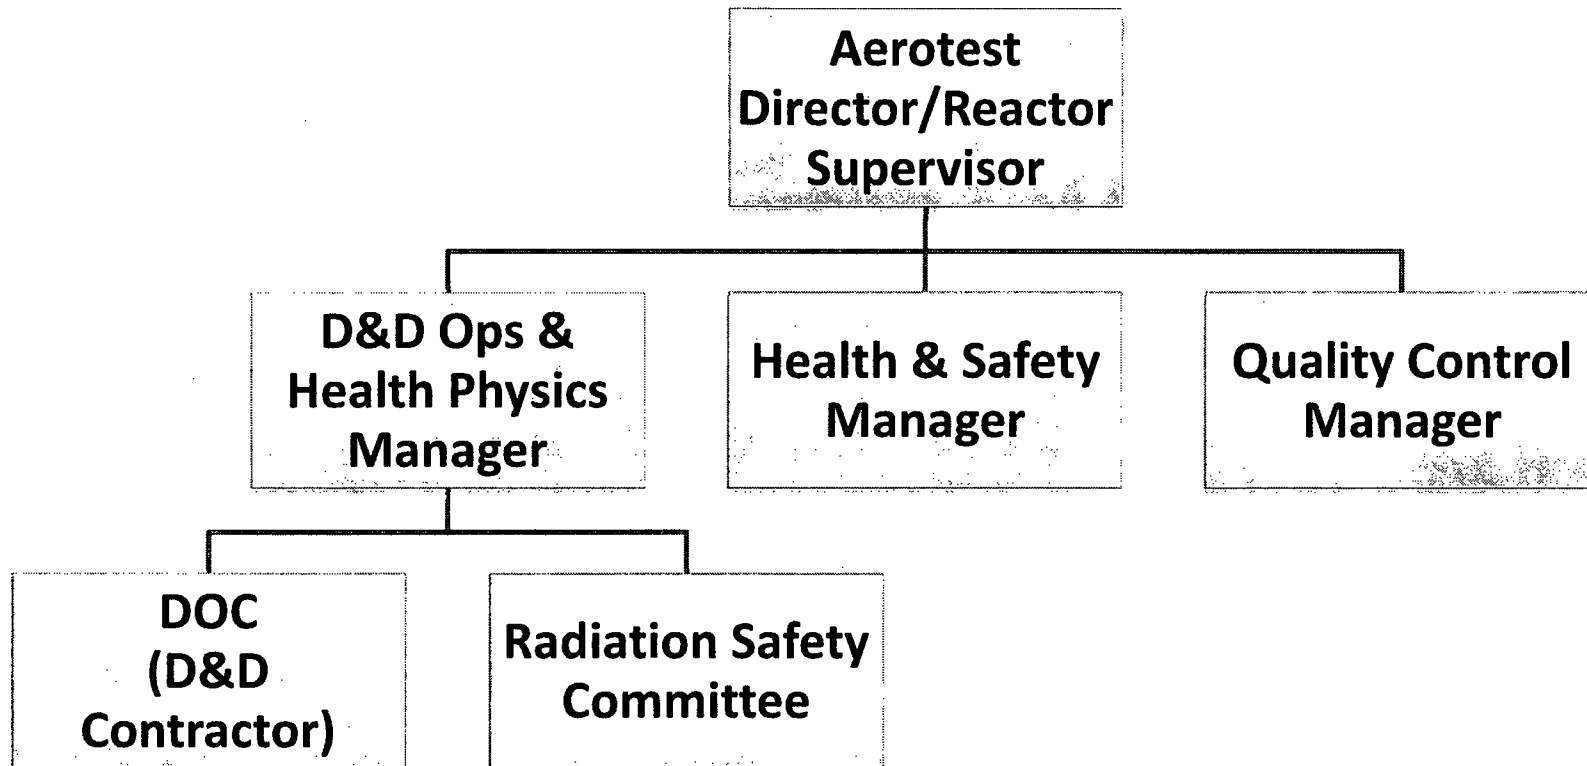 Aerotest
Director/Reactor
Supervisor
D&D Ops &
Health Physics
Manager
Health & Safety
Manager
Quality Control
Manager
DOC
(D&D
Contractor)
Radiation Safety
Committee